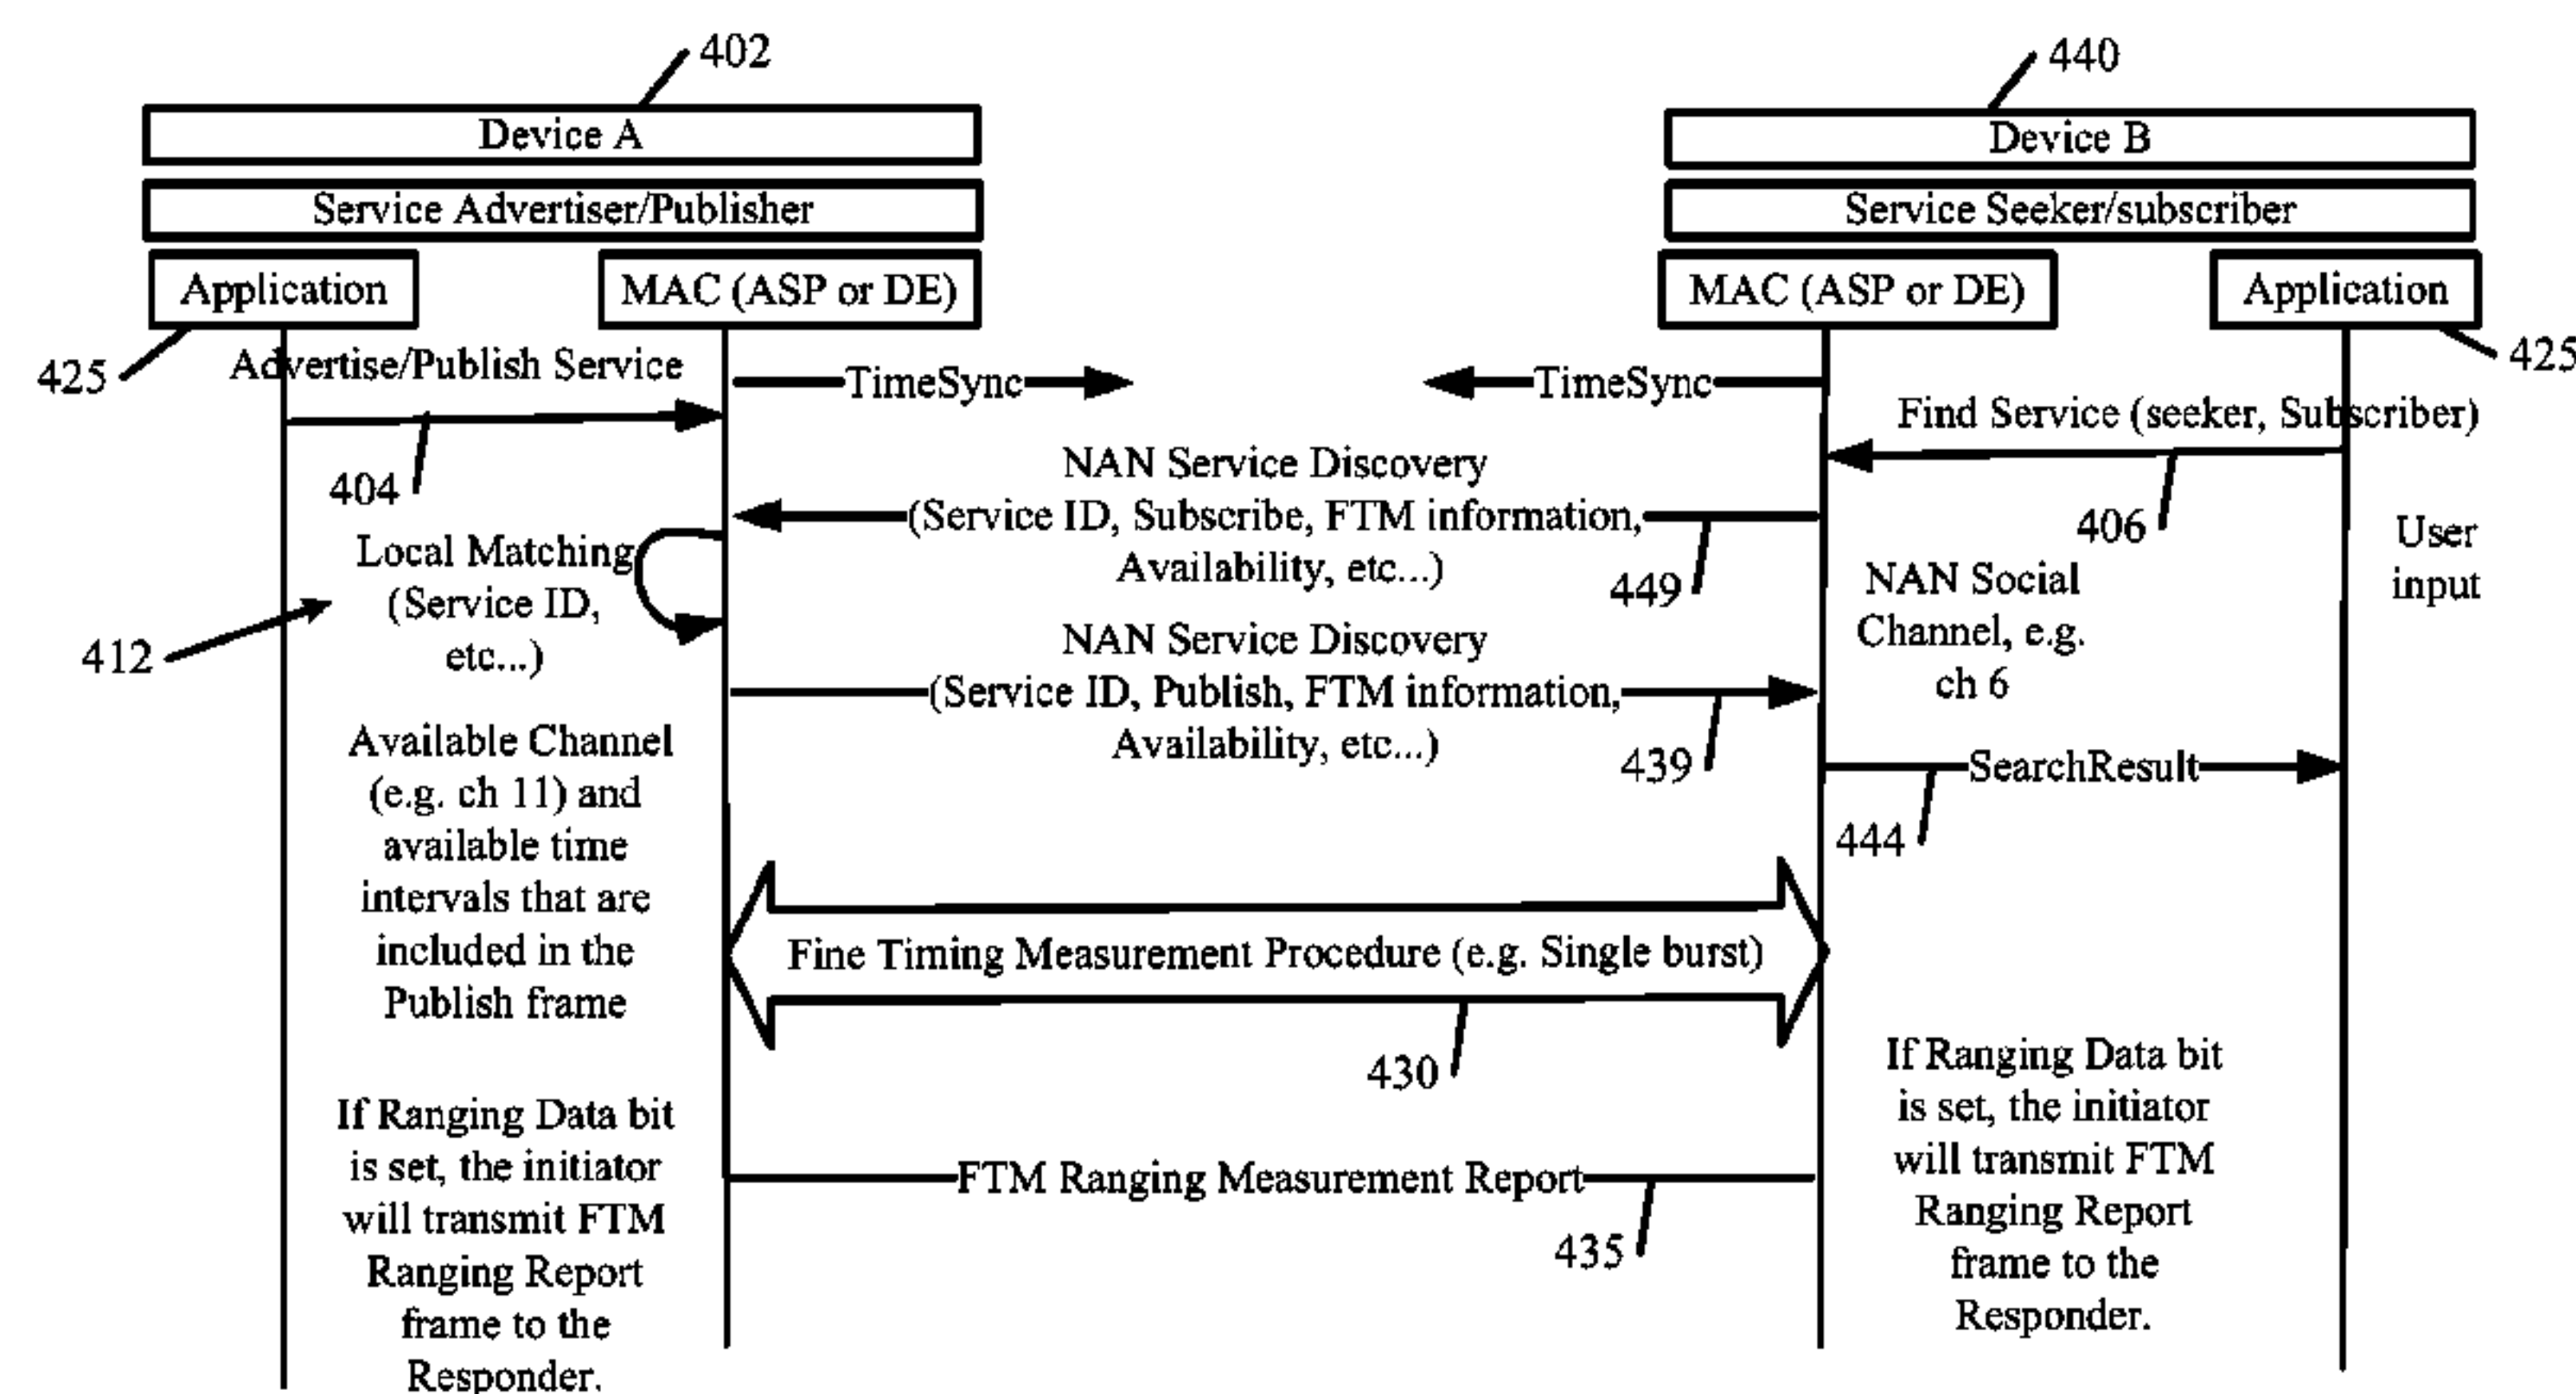 402
440
Device A
Device B
Service Advertiser/Publisher
Service Seeker/subscriber
Application
MAC (ASP or DE)
MAC (ASP or DE)
Application
425
425
Advertise/Publish Service
TimeSync
TimeSync
Find Service (seeker, Subscriber)
404
406
NAN Service Discovery
(Service ID, Subscribe, FTM information,
Availability, etc...)
449
User
input
Local Matching
(Service ID,
etc...)
412
NAN Social
Channel, e.g.
ch 6
NAN Service Discovery
(Service ID, Publish, FTM information,
Availability, etc...)
439
SearchResult
444
Available Channel
(e.g. ch 11) and
available time
intervals that are
included in the
Publish frame
Fine Timing Measurement Procedure (e.g. Single burst)
430
If Ranging Data bit
is set, the initiator
will transmit FTM
Ranging Report
frame to the
Responder.
FTM Ranging Measurement Report
435
If Ranging Data bit
is set, the initiator
will transmit FTM
Ranging Report
frame to the
Responder.